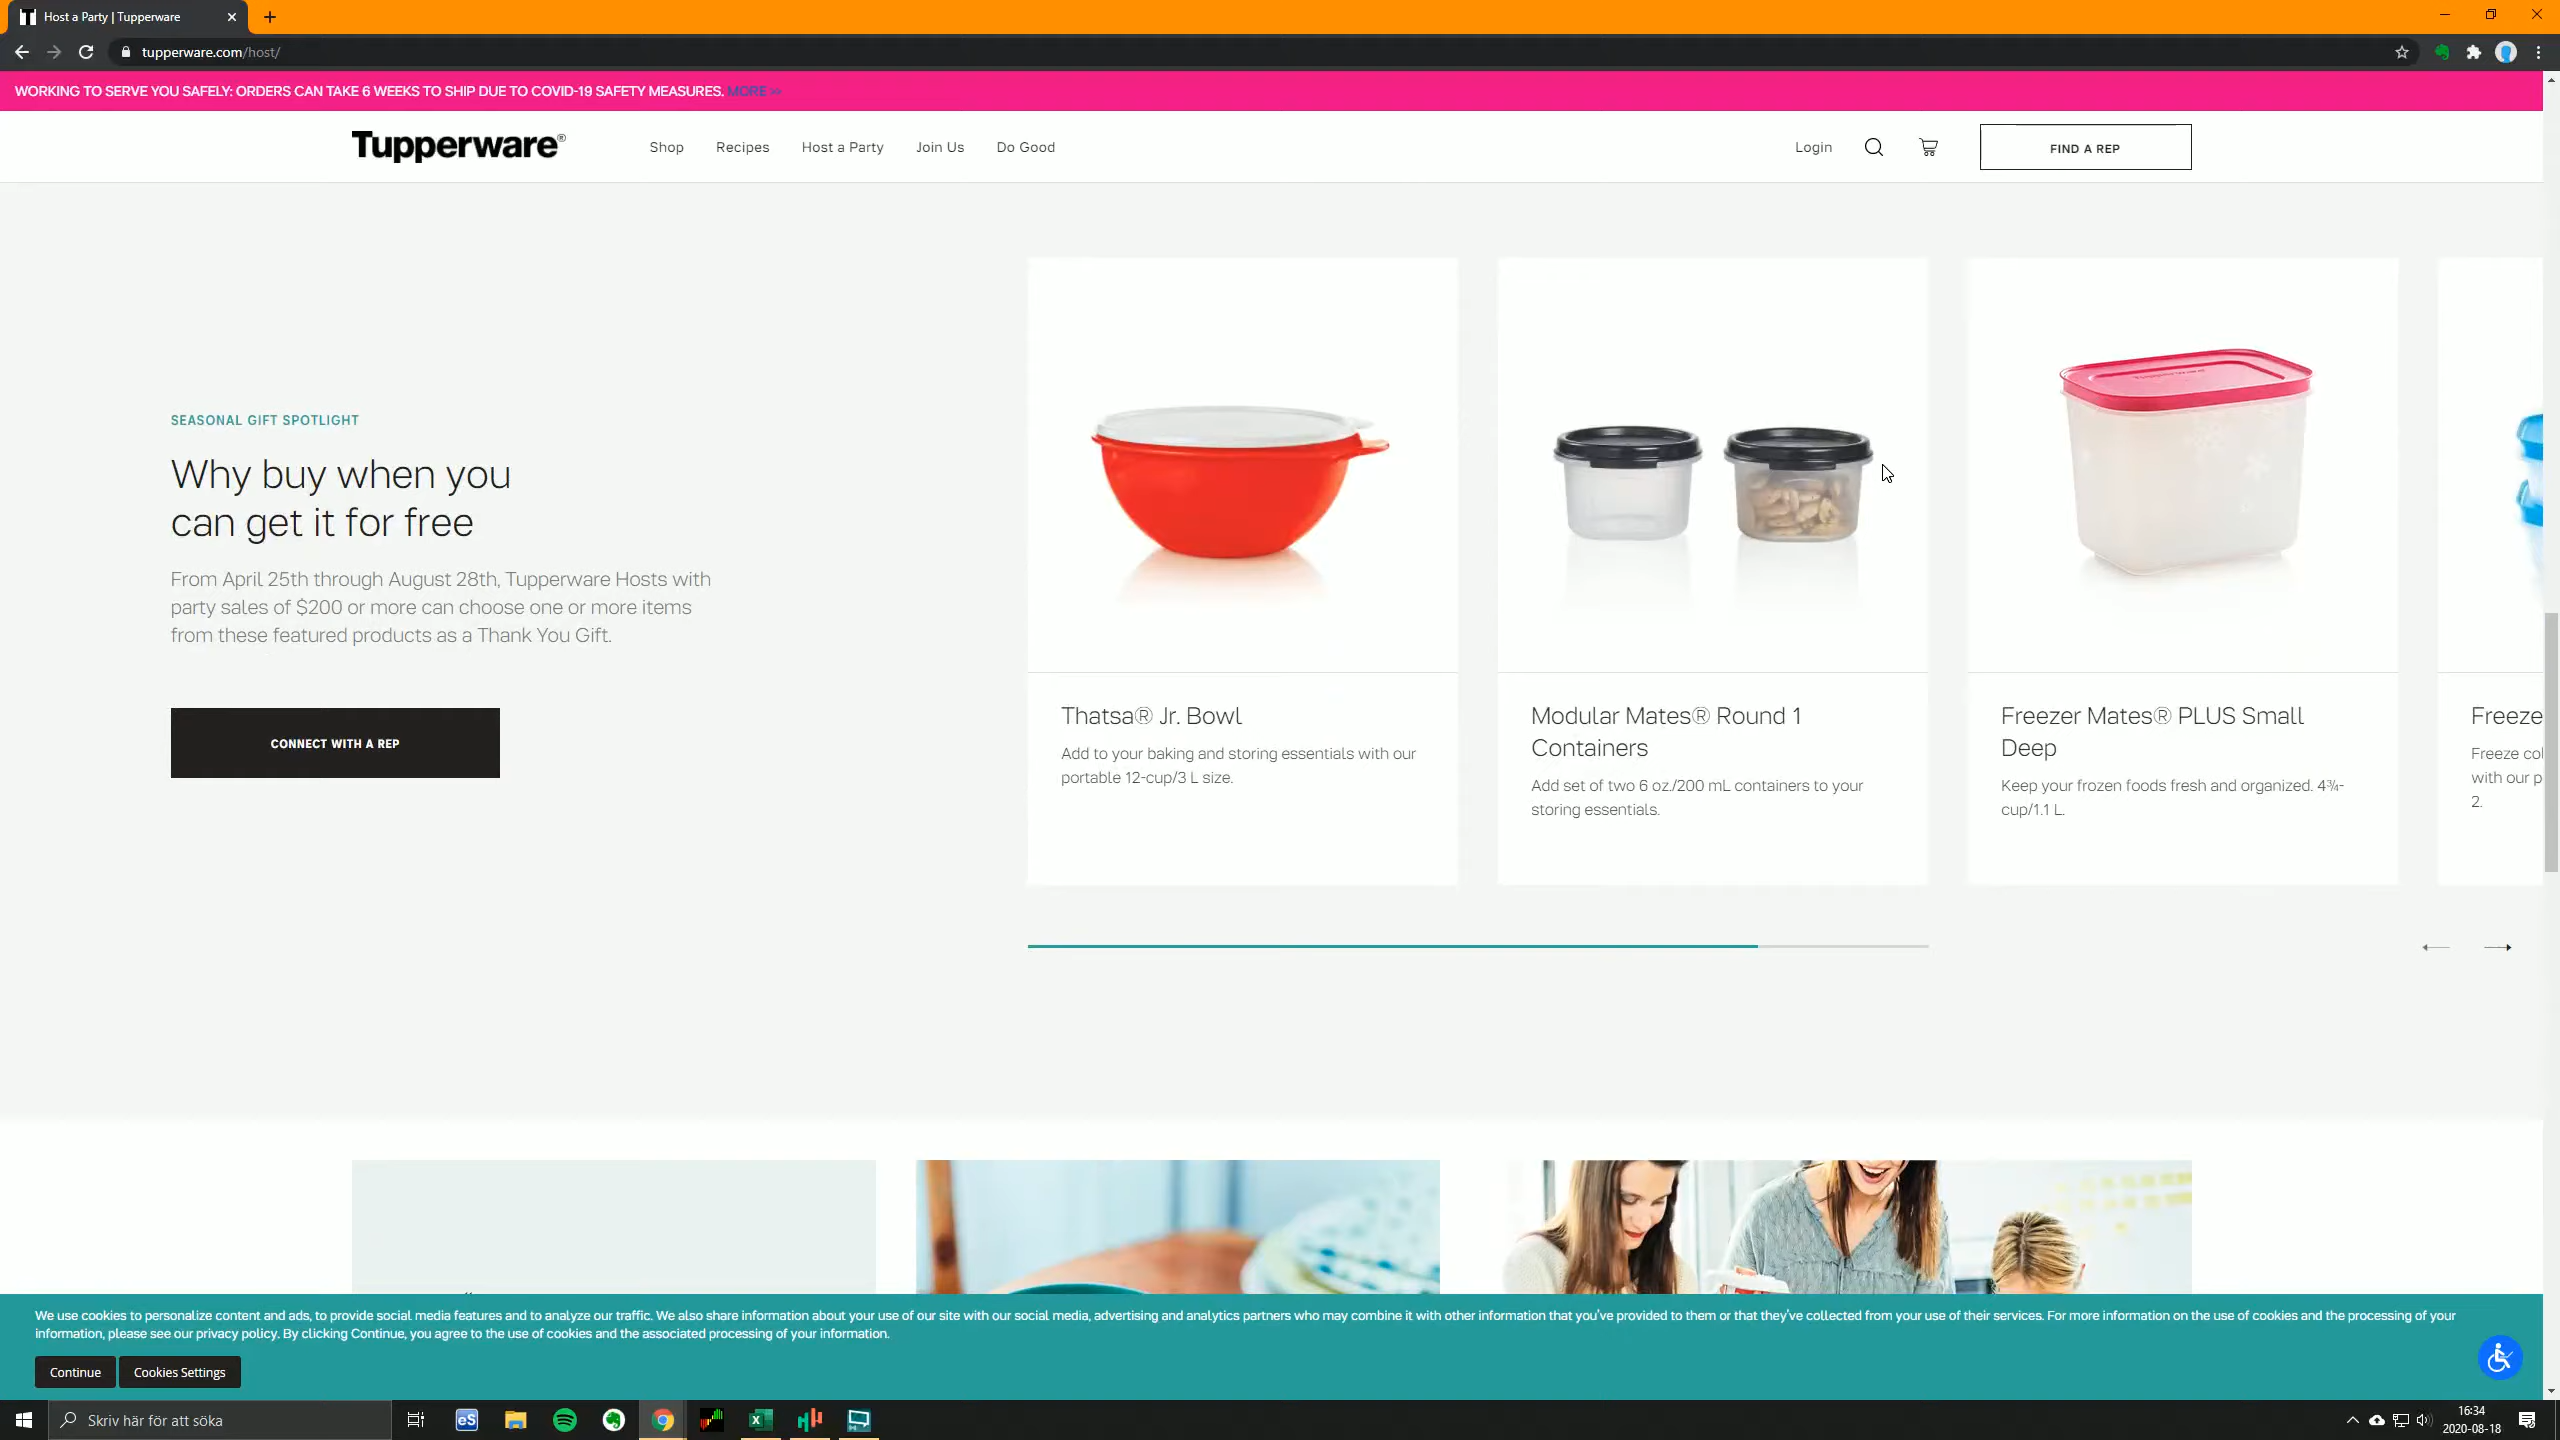 Host a Party | Tupperware
tupperware.com/host/
WORKING TO SERVE YOU SAFELY: ORDERS CAN TAKE 6 WEEKS TO SHIP DUE TO COVID-19 SAFETY MEASURES. MORE >>
Tupperware®
Shop
Recipes
Host a Party
Join Us
Do Good
Login
FIND A REP
SEASONAL GIFT SPOTLIGHT
Why buy when you
can get it for free
From April 25th through August 28th, Tupperware Hosts with
party sales of $200 or more can choose one or more items
from these featured products as a Thank You Gift.
CONNECT WITH A REP
Thatsa® Jr. Bowl
Add to your baking and storing essentials with our
portable 12-cup/3 L size.
Modular Mates® Round 1
Containers
Add set of two 6 oz./200 mL containers to your
storing essentials.
Freezer Mates® PLUS Small
Deep
Keep your frozen foods fresh and organized. 4¾-
cup/1.1 L.
Freeze
Freeze col
with our p
2.
We use cookies to personalize content and ads, to provide social media features and to analyze our traffic. We also share information about your use of our site with our social media, advertising and analytics partners who may combine it with other information that you've provided to them or that they've collected from your use of their services. For more information on the use of cookies and the processing of your
information, please see our privacy policy. By clicking Continue, you agree to the use of cookies and the associated processing of your information.
Continue
Cookies Settings
Skriv här för att söka
eS
16:34
2020-08-18